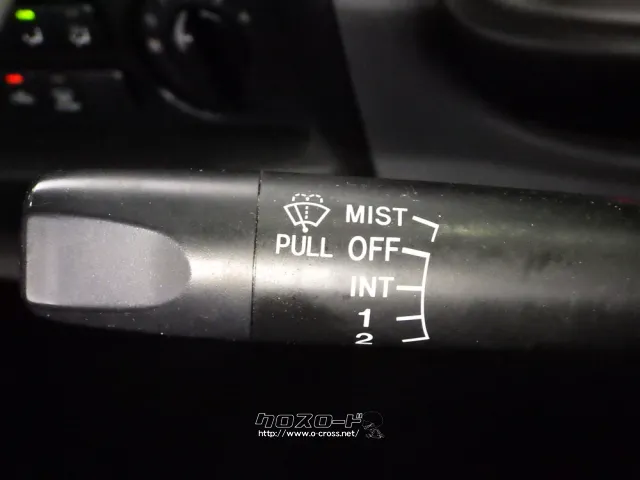 MIST
PULL OFF
INT
1
2
クロスロード
http://www.o-cross.net/